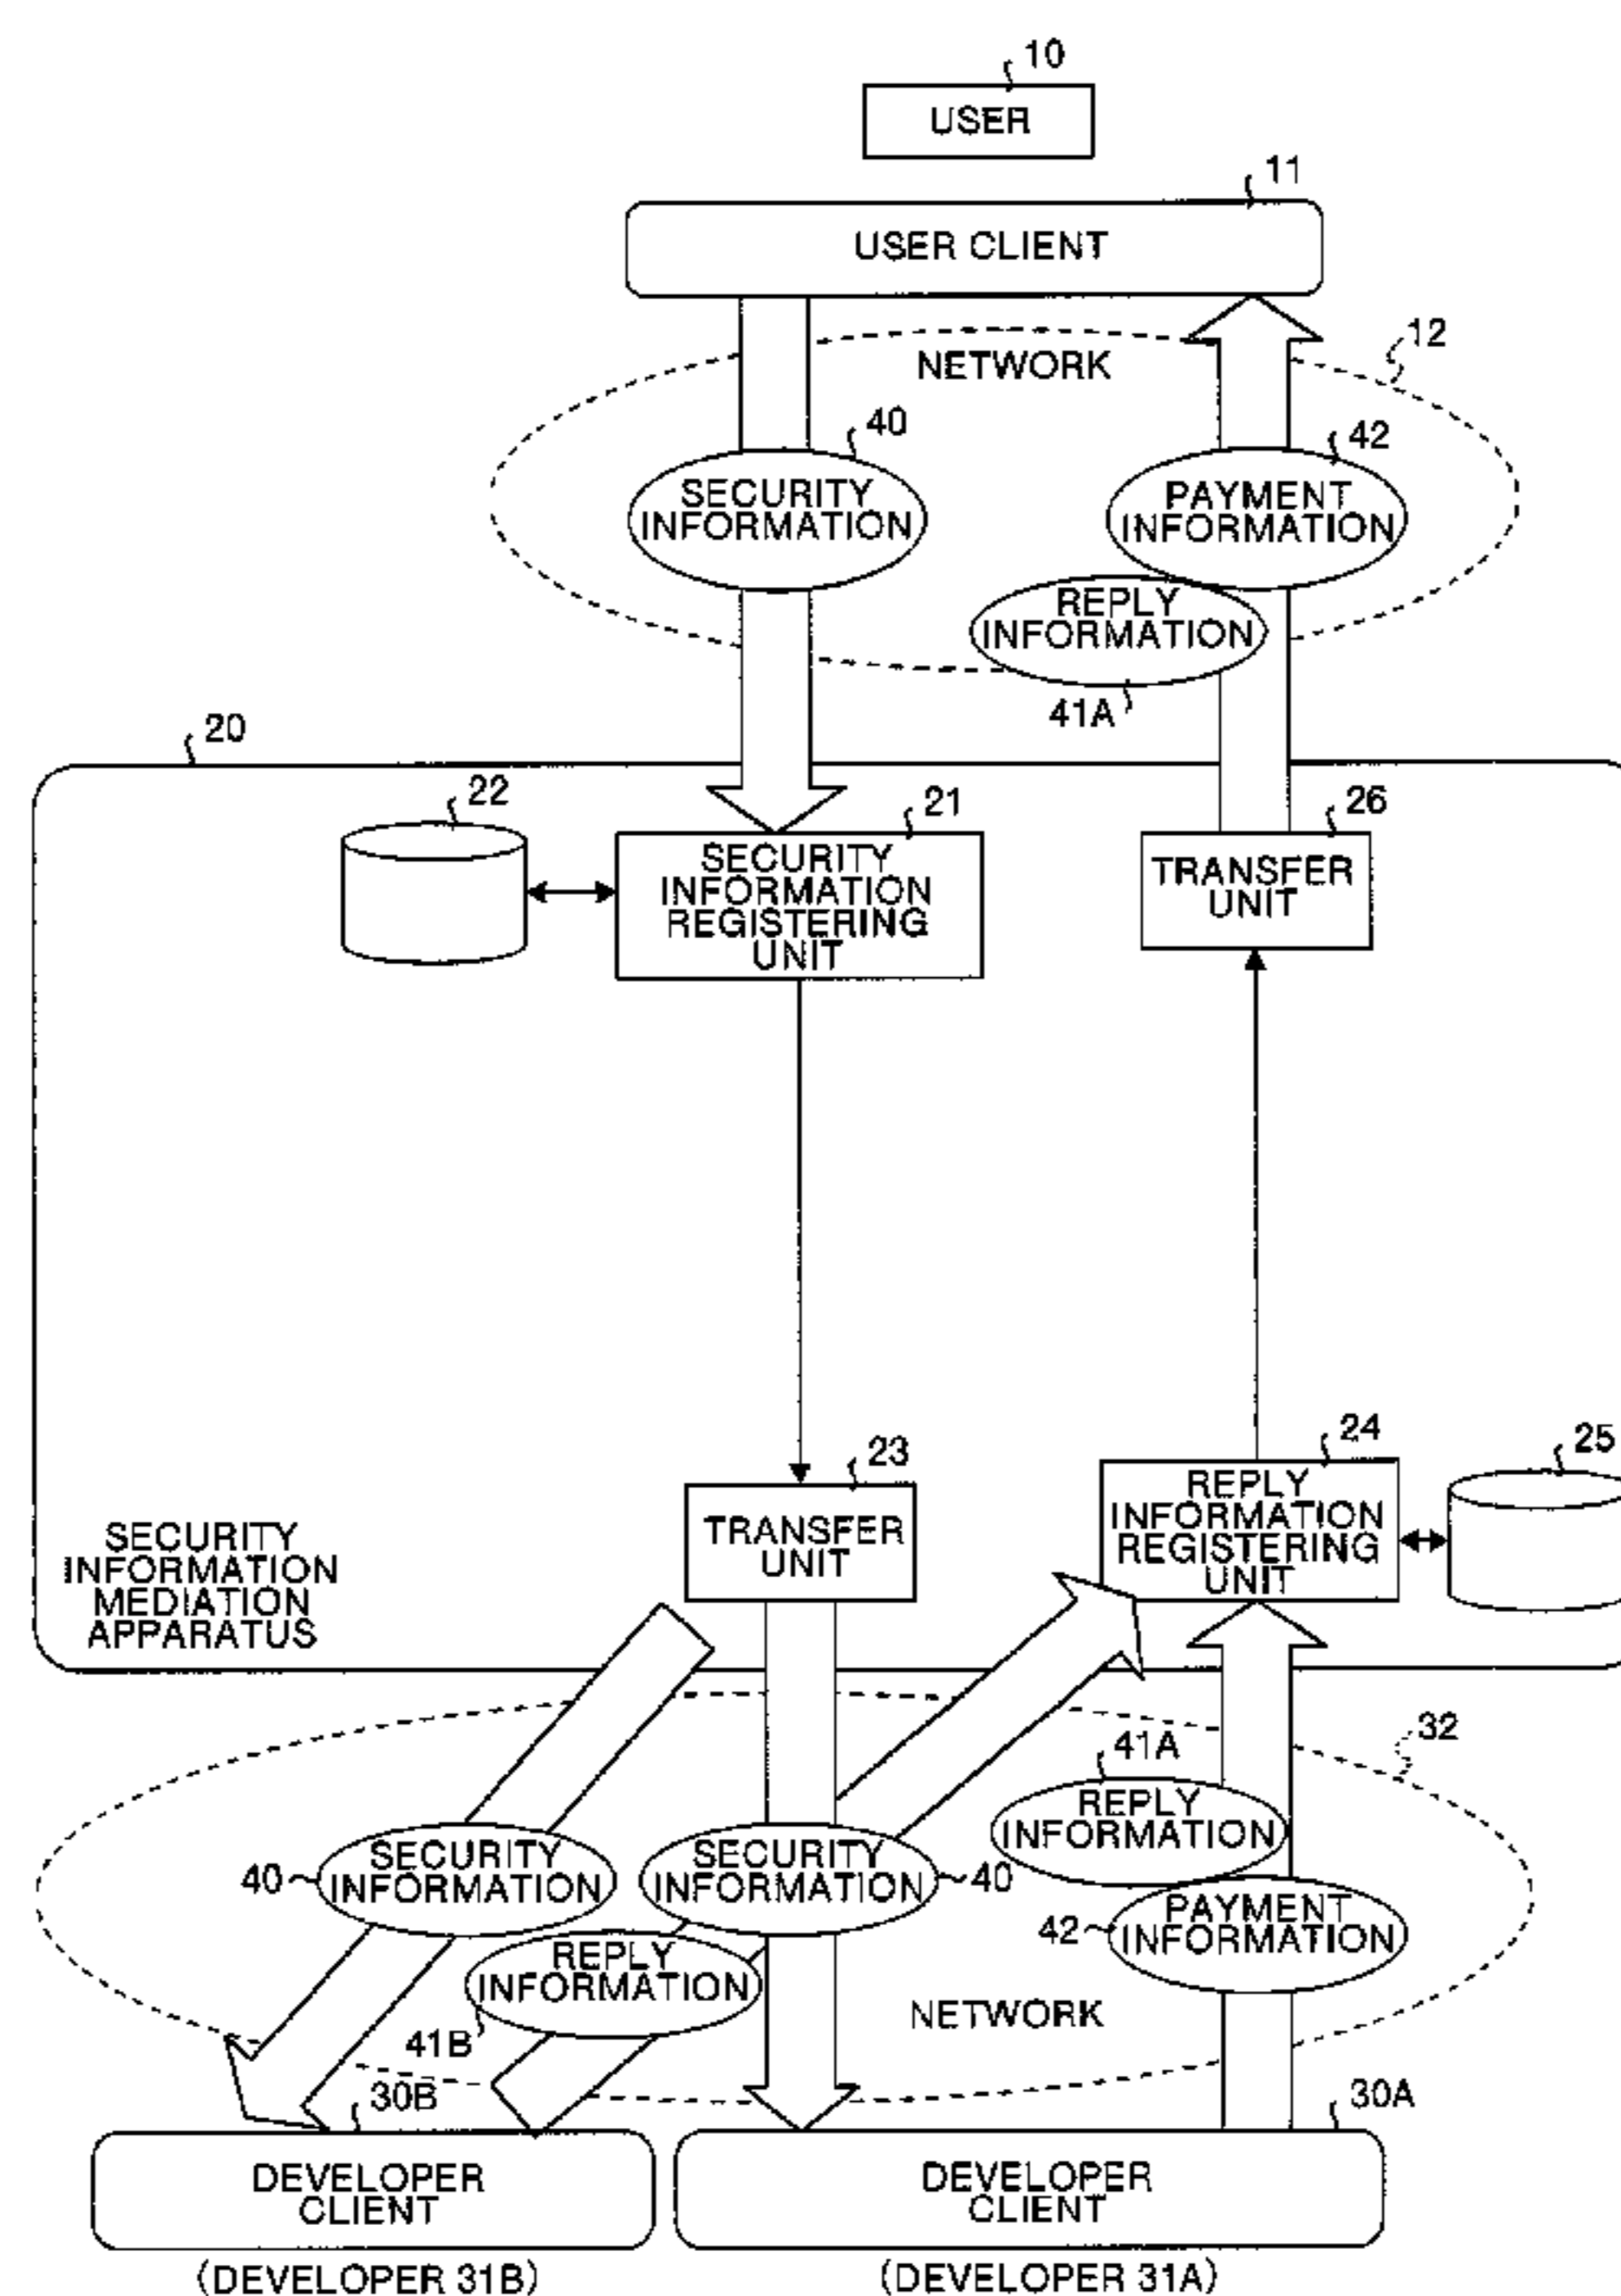 10
USER
11
USER CLIENT
12
NETWORK
40
42
SECURITY
INFORMATION
PAYMENT
INFORMATION
REPLY
INFORMATION
41A
20
22
21
26
SECURITY
INFORMATION
REGISTERING
UNIT
TRANSFER
UNIT
23
24
25
TRANSFER
UNIT
REPLY
INFORMATION
REGISTERING
UNIT
SECURITY
INFORMATION
MEDIATION
APPARATUS
32
41A
REPLY
INFORMATION
40
SECURITY
INFORMATION
SECURITY
INFORMATION
40
42
PAYMENT
INFORMATION
REPLY
INFORMATION
41B
NETWORK
30B
30A
DEVELOPER
CLIENT
DEVELOPER
CLIENT
(DEVELOPER 31B)
(DEVELOPER 31A)